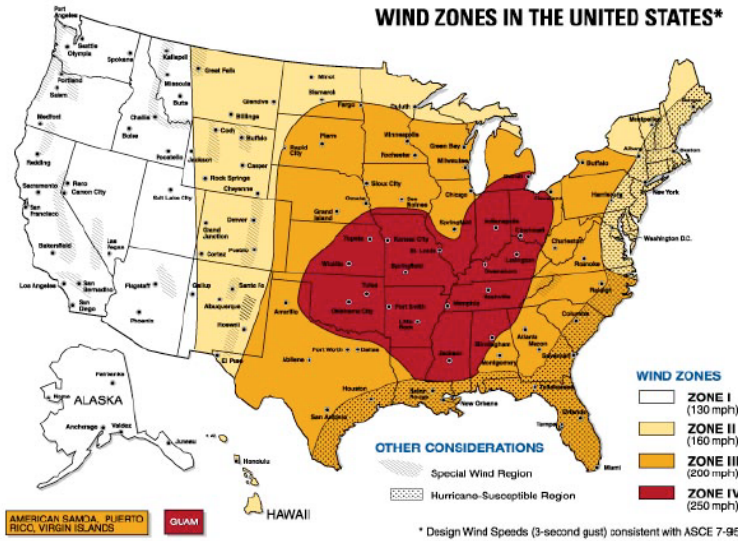 WIND ZONES IN THE UNITED STATES*
Port
Angeles
Seattle
Olympia
Spokane
Kalispell
Missoula
Great Falls
Butte
Portland
Salem
Medford
Challis
Boise
Pocatello
Jackson
Glendive
Billings
Cody
Buffalo
Casper
Rock Springs
Cheyenne
Minot
Bismarck
Fargo
Duluth
Pierre
Rapid
City
Minneapolis
Rochester
Green Bay
Milwaukee
Sioux City
Omaha
Des
Moines
Chicago
Grand
Island
Springfield
Redding
Sacramento
San
Francisco
Reno
Carson City
Salt Lake City
Bakersfield
Las
Vegas
Los Angeles
San
Bernardino
San
Diego
Flagstaff
Phoenix
Grand
Junction
Cortez
Denver
Pueblo
Gallup
Santa Fe
Albuquerque
Roswell
El Paso
Amarillo
Abilene
Fort Worth
Dallas
Houston
San Antonio
Topeka
Kansas City
St. Louis
Wichita
Springfield
Tulsa
Oklahoma City
Fort Smith
Little
Rock
Memphis
Nashville
Jackson
Birmingham
Montgomery
Indianapolis
Cincinnati
Lexington
Detroit
Cleveland
Buffalo
Harrisburg
Charleston
Roanoke
Raleigh
Columbia
Atlanta
Macon
Savannah
Baton
Rouge
New Orleans
Orlando
Tampa
Miami
Montpelier
Albany
Boston
New York
Washington D.C.
Fairbanks
Nome
ALASKA
Anchorage
Valdez
Juneau
Honolulu
HAWAII
AMERICAN SAMOA, PUERTO
RICO, VIRGIN ISLANDS
GUAM
OTHER CONSIDERATIONS
Special Wind Region
Hurricane-Susceptible Region
WIND ZONES
ZONE I
(130 mph)
ZONE II
(160 mph)
ZONE III
(200 mph)
ZONE IV
(250 mph)
* Design Wind Speeds (3-second gust) consistent with ASCE 7-95